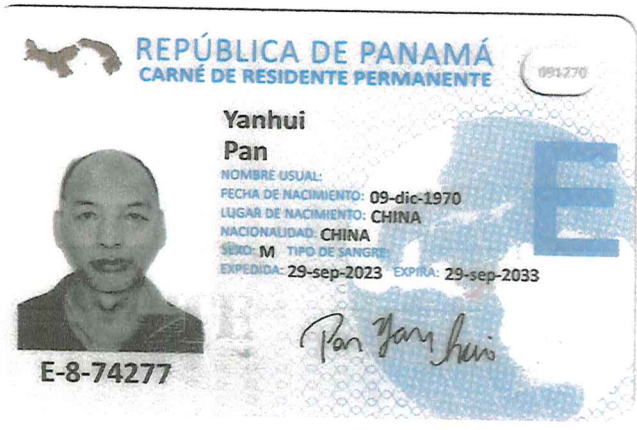 REPÚBLICA DE PANAMÁ
CARNÉ DE RESIDENTE PERMANENTE
091270
Yanhui
Pan
NOMBRE USUAL:
FECHA DE NACIMIENTO: 09-dic-1970
LUGAR DE NACIMIENTO: CHINA
NACIONALIDAD: CHINA
SEXO: M TIPO DE SANGRE:
EXPEDIDA: 29-sep-2023 EXPIRA: 29-sep-2033
E
Pan Yanhui
E-8-74277